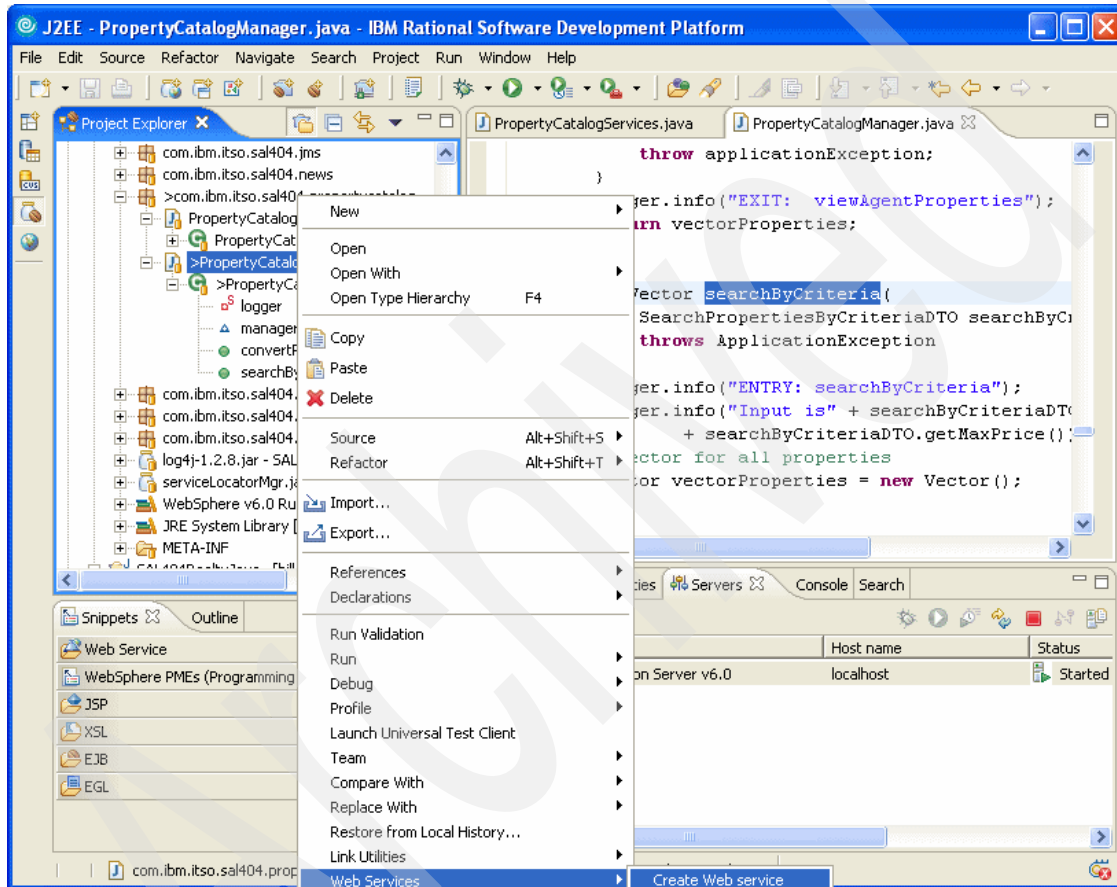 J2EE - PropertyCatalogManager.java - IBM Rational Software Development Platform
File Edit Source Refactor Navigate Search Project Run Window Help
Project Explorer
PropertyCatalogServices.java
PropertyCatalogManager.java
com.ibm.itso.sal404.jms
com.ibm.itso.sal404.news
>com.ibm.itso.sal404.propertycatalog
PropertyCatalog
PropertyCat
>PropertyCatalo
>PropertyCa
logger
manager
convertP
searchBy
com.ibm.itso.sal404.
com.ibm.itso.sal404.
com.ibm.itso.sal404.
log4j-1.2.8.jar - SAL
serviceLocatorMgr.ja
WebSphere v6.0 Ru
JRE System Library [
META-INF
throw applicationException;
}
ger.info("EXIT: viewAgentProperties");
urn vectorProperties;
Vector searchByCriteria(
SearchPropertiesByCriteriaDTO searchByCr
throws ApplicationException
ger.info("ENTRY: searchByCriteria");
ger.info("Input is" + searchByCriteriaDTO
+ searchByCriteriaDTO.getMaxPrice())
ector for all properties
tor vectorProperties = new Vector();
New
Open
Open With
Open Type Hierarchy F4
Copy
Paste
Delete
Source Alt+Shift+S
Refactor Alt+Shift+T
Import...
Export...
References
Declarations
Run Validation
Run
Debug
Profile
Launch Universal Test Client
Team
Compare With
Replace With
Restore from Local History...
Link Utilities
Web Services
Create Web service
Snippets Outline
Web Service
WebSphere PMEs (Programming
JSP
XSL
EJB
EGL
ties Servers Console Search
Host name Status
on Server v6.0 localhost Started
com.ibm.itso.sal404.prop
Archived